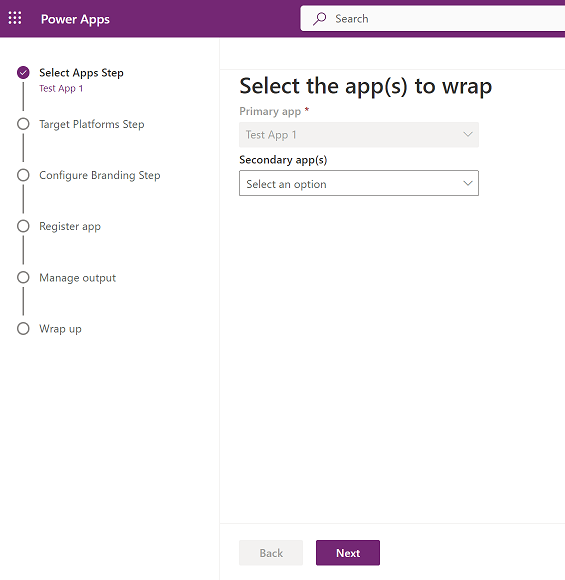 Power Apps
Search
Select Apps Step
Test App 1
Target Platforms Step
Configure Branding Step
Register app
Manage output
Wrap up
Select the app(s) to wrap
Primary app *
Test App 1
Secondary app(s)
Select an option
Back
Next